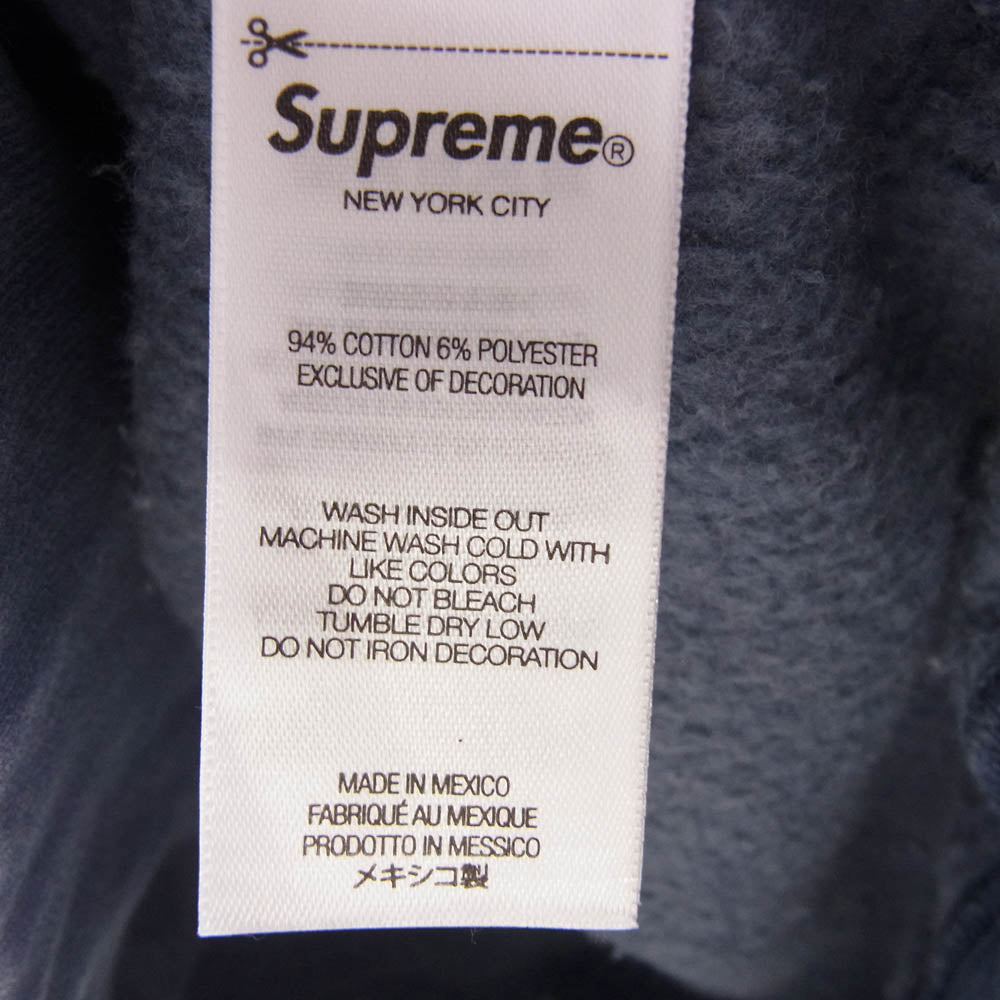 Supreme®
NEW YORK CITY
94% COTTON 6% POLYESTER
EXCLUSIVE OF DECORATION
WASH INSIDE OUT
MACHINE WASH COLD WITH
LIKE COLORS
DO NOT BLEACH
TUMBLE DRY LOW
DO NOT IRON DECORATION
MADE IN MEXICO
FABRIQUÉ AU MEXIQUE
PRODOTTO IN MESSICO
メキシコ製